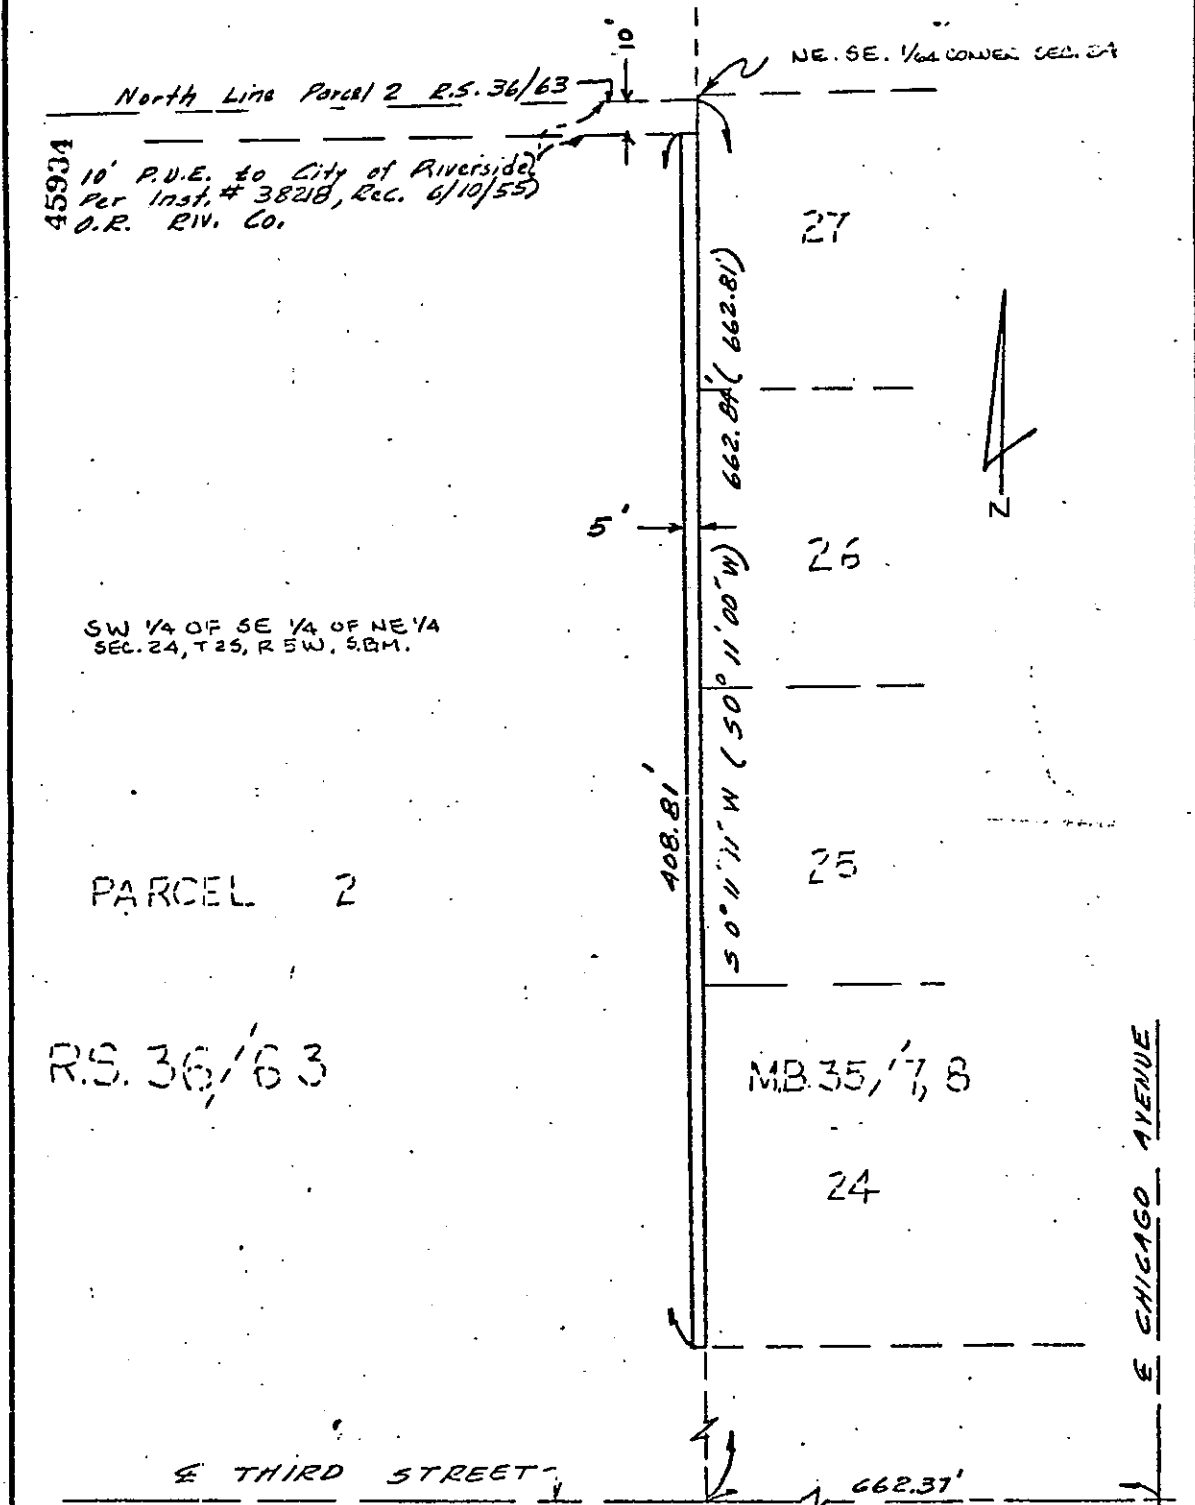 10'
NE. SE. 1/64 CORNER SEC. 24
North Line Parcel 2 R.S. 36/63
45934
10' P.U.E. to City of Riverside
Per Inst. # 38218, Rec. 6/10/55
O.R. RIV. Co.
27
662.84' (662.81')
5'
26
SW 1/4 OF SE 1/4 OF NE 1/4
SEC. 24, T2S, R5W, S.B.M.
S 0° 11' 11" W (S 0° 11' 00" W)
408.81'
25
PARCEL 2
R.S. 36/63
M.B. 35/7, 8
24
℄ CHICAGO AVENUE
℄ THIRD STREET
662.37'
N